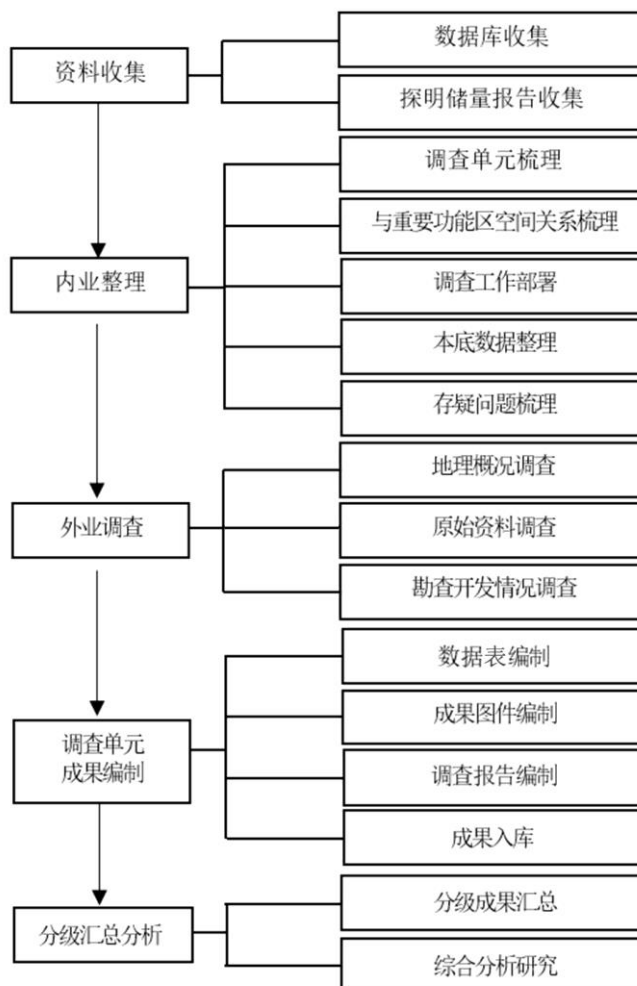 资料收集
数据库收集
探明储量报告收集
内业整理
调查单元梳理
与重要功能区空间关系梳理
调查工作部署
本底数据整理
存疑问题梳理
外业调查
地理概况调查
原始资料调查
勘查开发情况调查
调查单元
成果编制
数据表编制
成果图件编制
调查报告编制
成果入库
分级汇总分析
分级成果汇总
综合分析研究